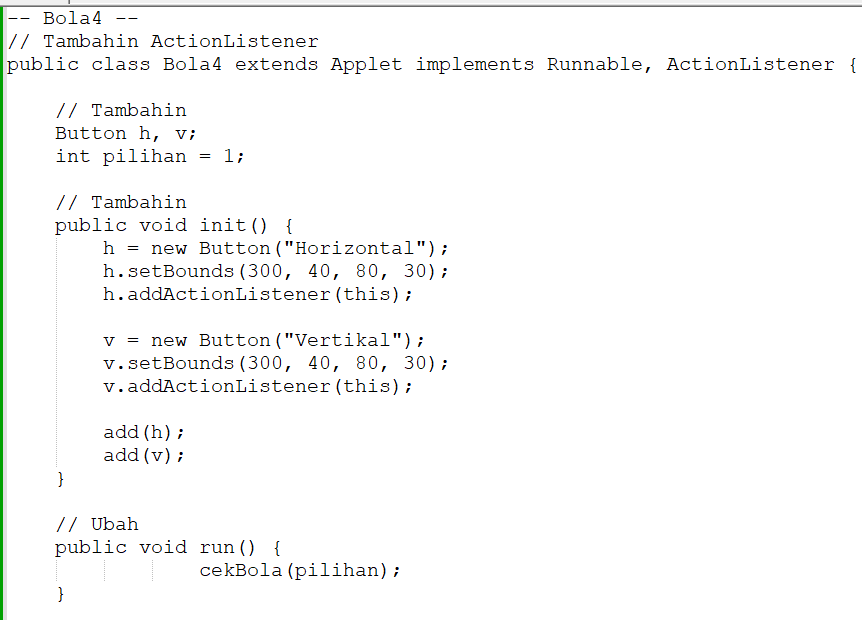 -- Bola4 --
// Tambahin ActionListener
public class Bola4 extends Applet implements Runnable, ActionListener {
// Tambahin
Button h, v;
int pilihan = 1;
// Tambahin
public void init() {
h = new Button("Horizontal");
h.setBounds(300, 40, 80, 30);
h.addActionListener(this);
v = new Button("Vertikal");
v.setBounds(300, 40, 80, 30);
v.addActionListener(this);
add(h);
add(v);
}
// Ubah
public void run() {
cekBola(pilihan);
}